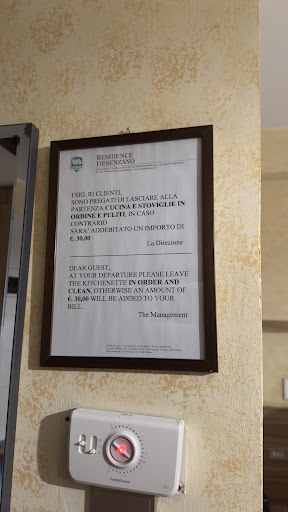 RESIDENCE
DESENZANO
I SIG. RI CLIENTI,
SONO PREGATI DI LASCIARE ALLA
PARTENZA CUCINA E STOVIGLIE IN
ORDINE E PULITI, IN CASO
CONTRARIO
SARA' ADDEBITATO UN IMPORTO DI
€. 30,00
La Direzione
DEAR GUEST,
AT YOUR DEPARTURE PLEASE LEAVE
THE KITCHENETTE IN ORDER AND
CLEAN, OTHERWISE AN AMOUNT OF
€. 30,00 WILL BE ADDED TO YOUR
BILL.
The Management